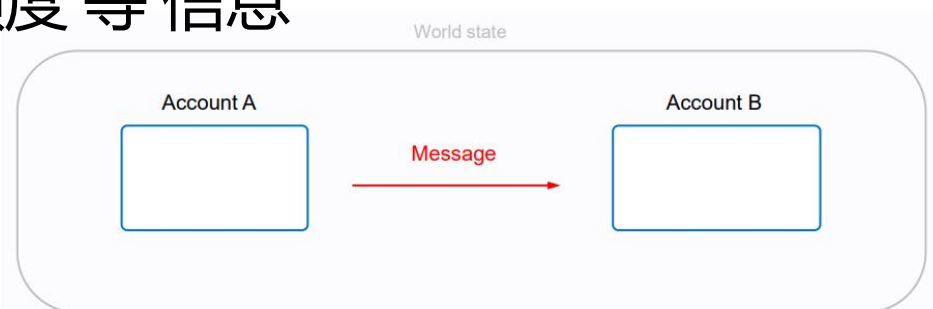 度 等 信息
World state
Account A
Account B
Message